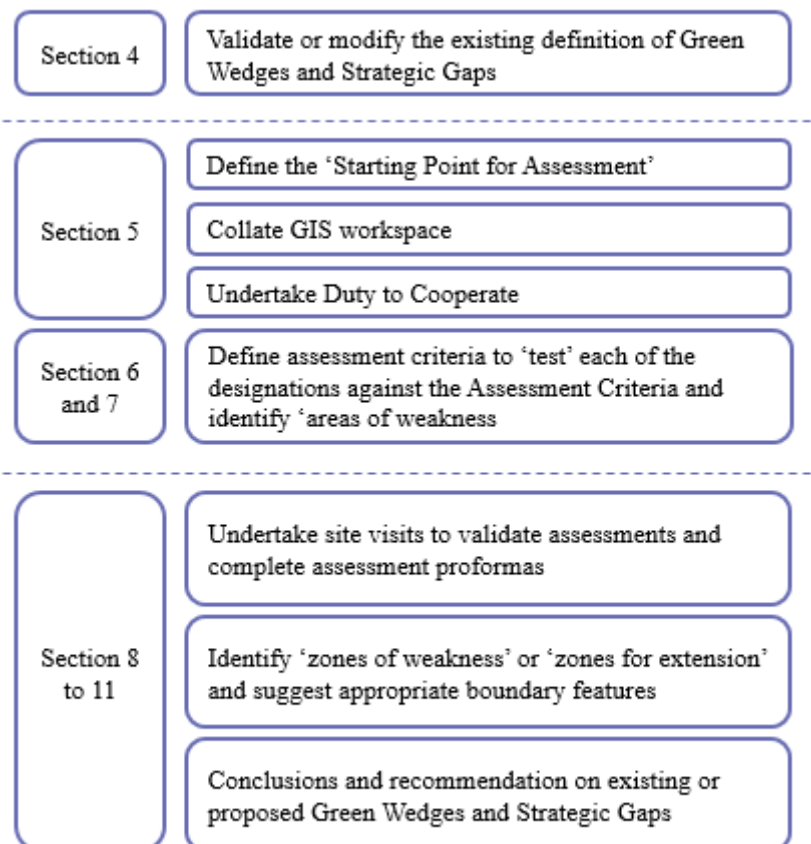 Section 4
Validate or modify the existing definition of Green
Wedges and Strategic Gaps
Section 5
Define the ‘Starting Point for Assessment’
Collate GIS workspace
Undertake Duty to Cooperate
Section 6
and 7
Define assessment criteria to ‘test’ each of the
designations against the Assessment Criteria and
identify ‘areas of weakness
Section 8
to 11
Undertake site visits to validate assessments and
complete assessment proformas
Identify ‘zones of weakness’ or ‘zones for extension’
and suggest appropriate boundary features
Conclusions and recommendation on existing or
proposed Green Wedges and Strategic Gaps